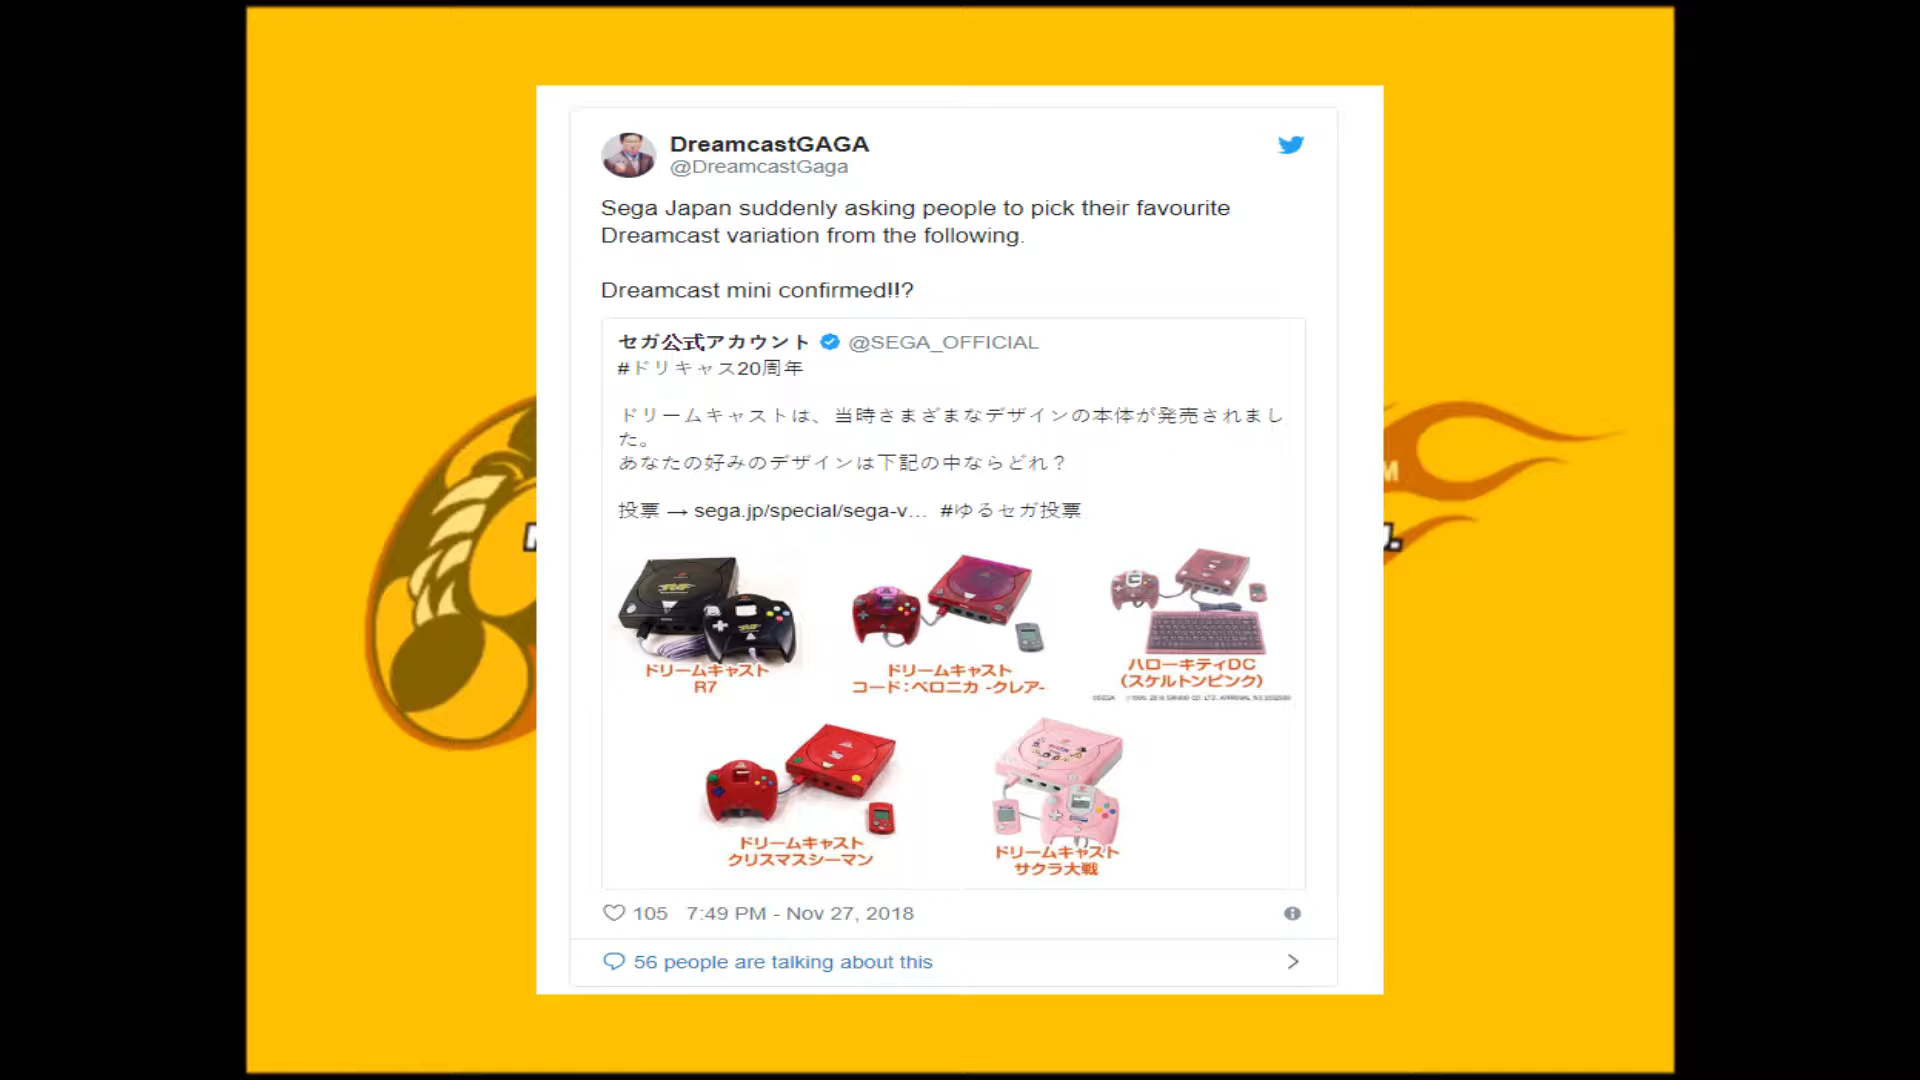 DreamcastGAGA
@DreamcastGaga
Sega Japan suddenly asking people to pick their favourite
Dreamcast variation from the following.
Dreamcast mini confirmed!!?
セガ公式アカウント @SEGA_OFFICIAL
#ドリキャス20周年
ドリームキャストは、当時さまざまなデザインの本体が発売されまし
た。
あなたの好みのデザインは下記の中ならどれ？
投票 → sega.jp/special/sega-v… #ゆるセガ投票
ドリームキャスト
R7
ドリームキャスト
コード:ベロニカ -クレア-
ハローキティDC
(スケルトンピンク)
ドリームキャスト
クリスマスシーマン
ドリームキャスト
サクラ大戦
105 7:49 PM - Nov 27, 2018
56 people are talking about this